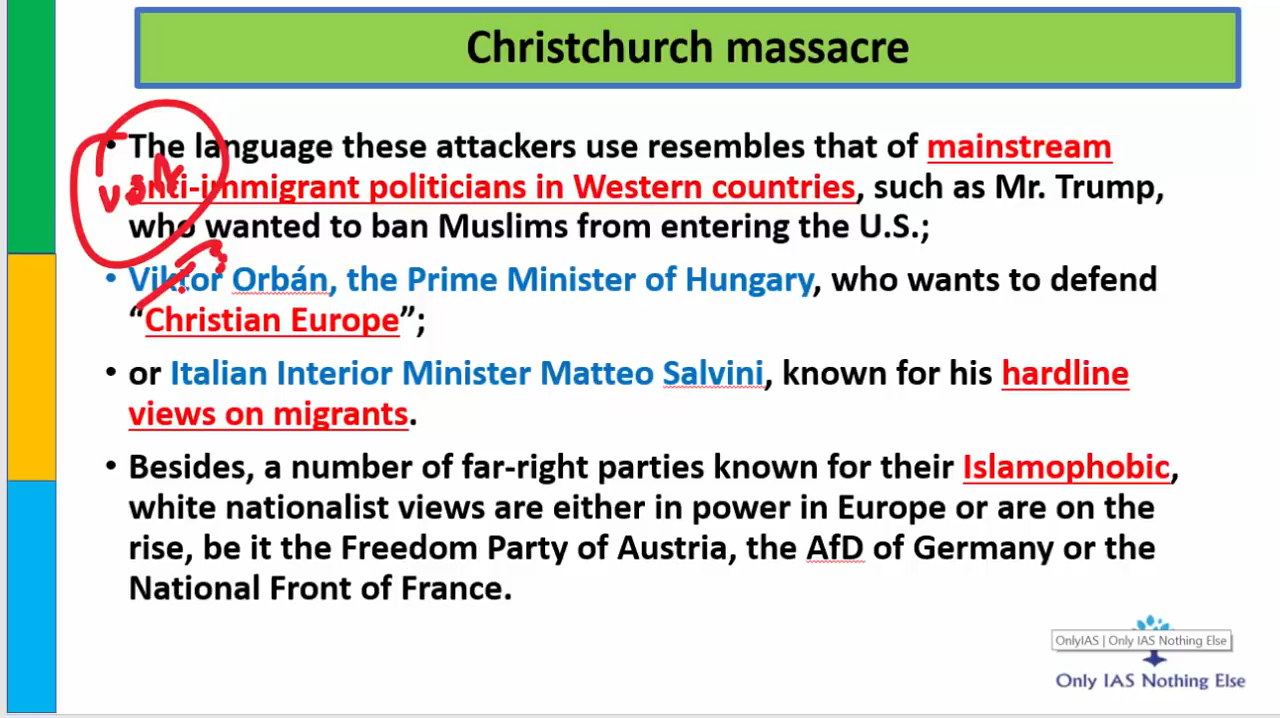 Christchurch massacre
• The language these attackers use resembles that of mainstream
anti-immigrant politicians in Western countries, such as Mr. Trump,
who wanted to ban Muslims from entering the U.S.;
• Viktor Orbán, the Prime Minister of Hungary, who wants to defend
“Christian Europe”;
• or Italian Interior Minister Matteo Salvini, known for his hardline
views on migrants.
• Besides, a number of far-right parties known for their Islamophobic,
white nationalist views are either in power in Europe or are on the
rise, be it the Freedom Party of Austria, the AfD of Germany or the
National Front of France.
OnlyIAS | Only IAS Nothing Else
Only IAS Nothing Else